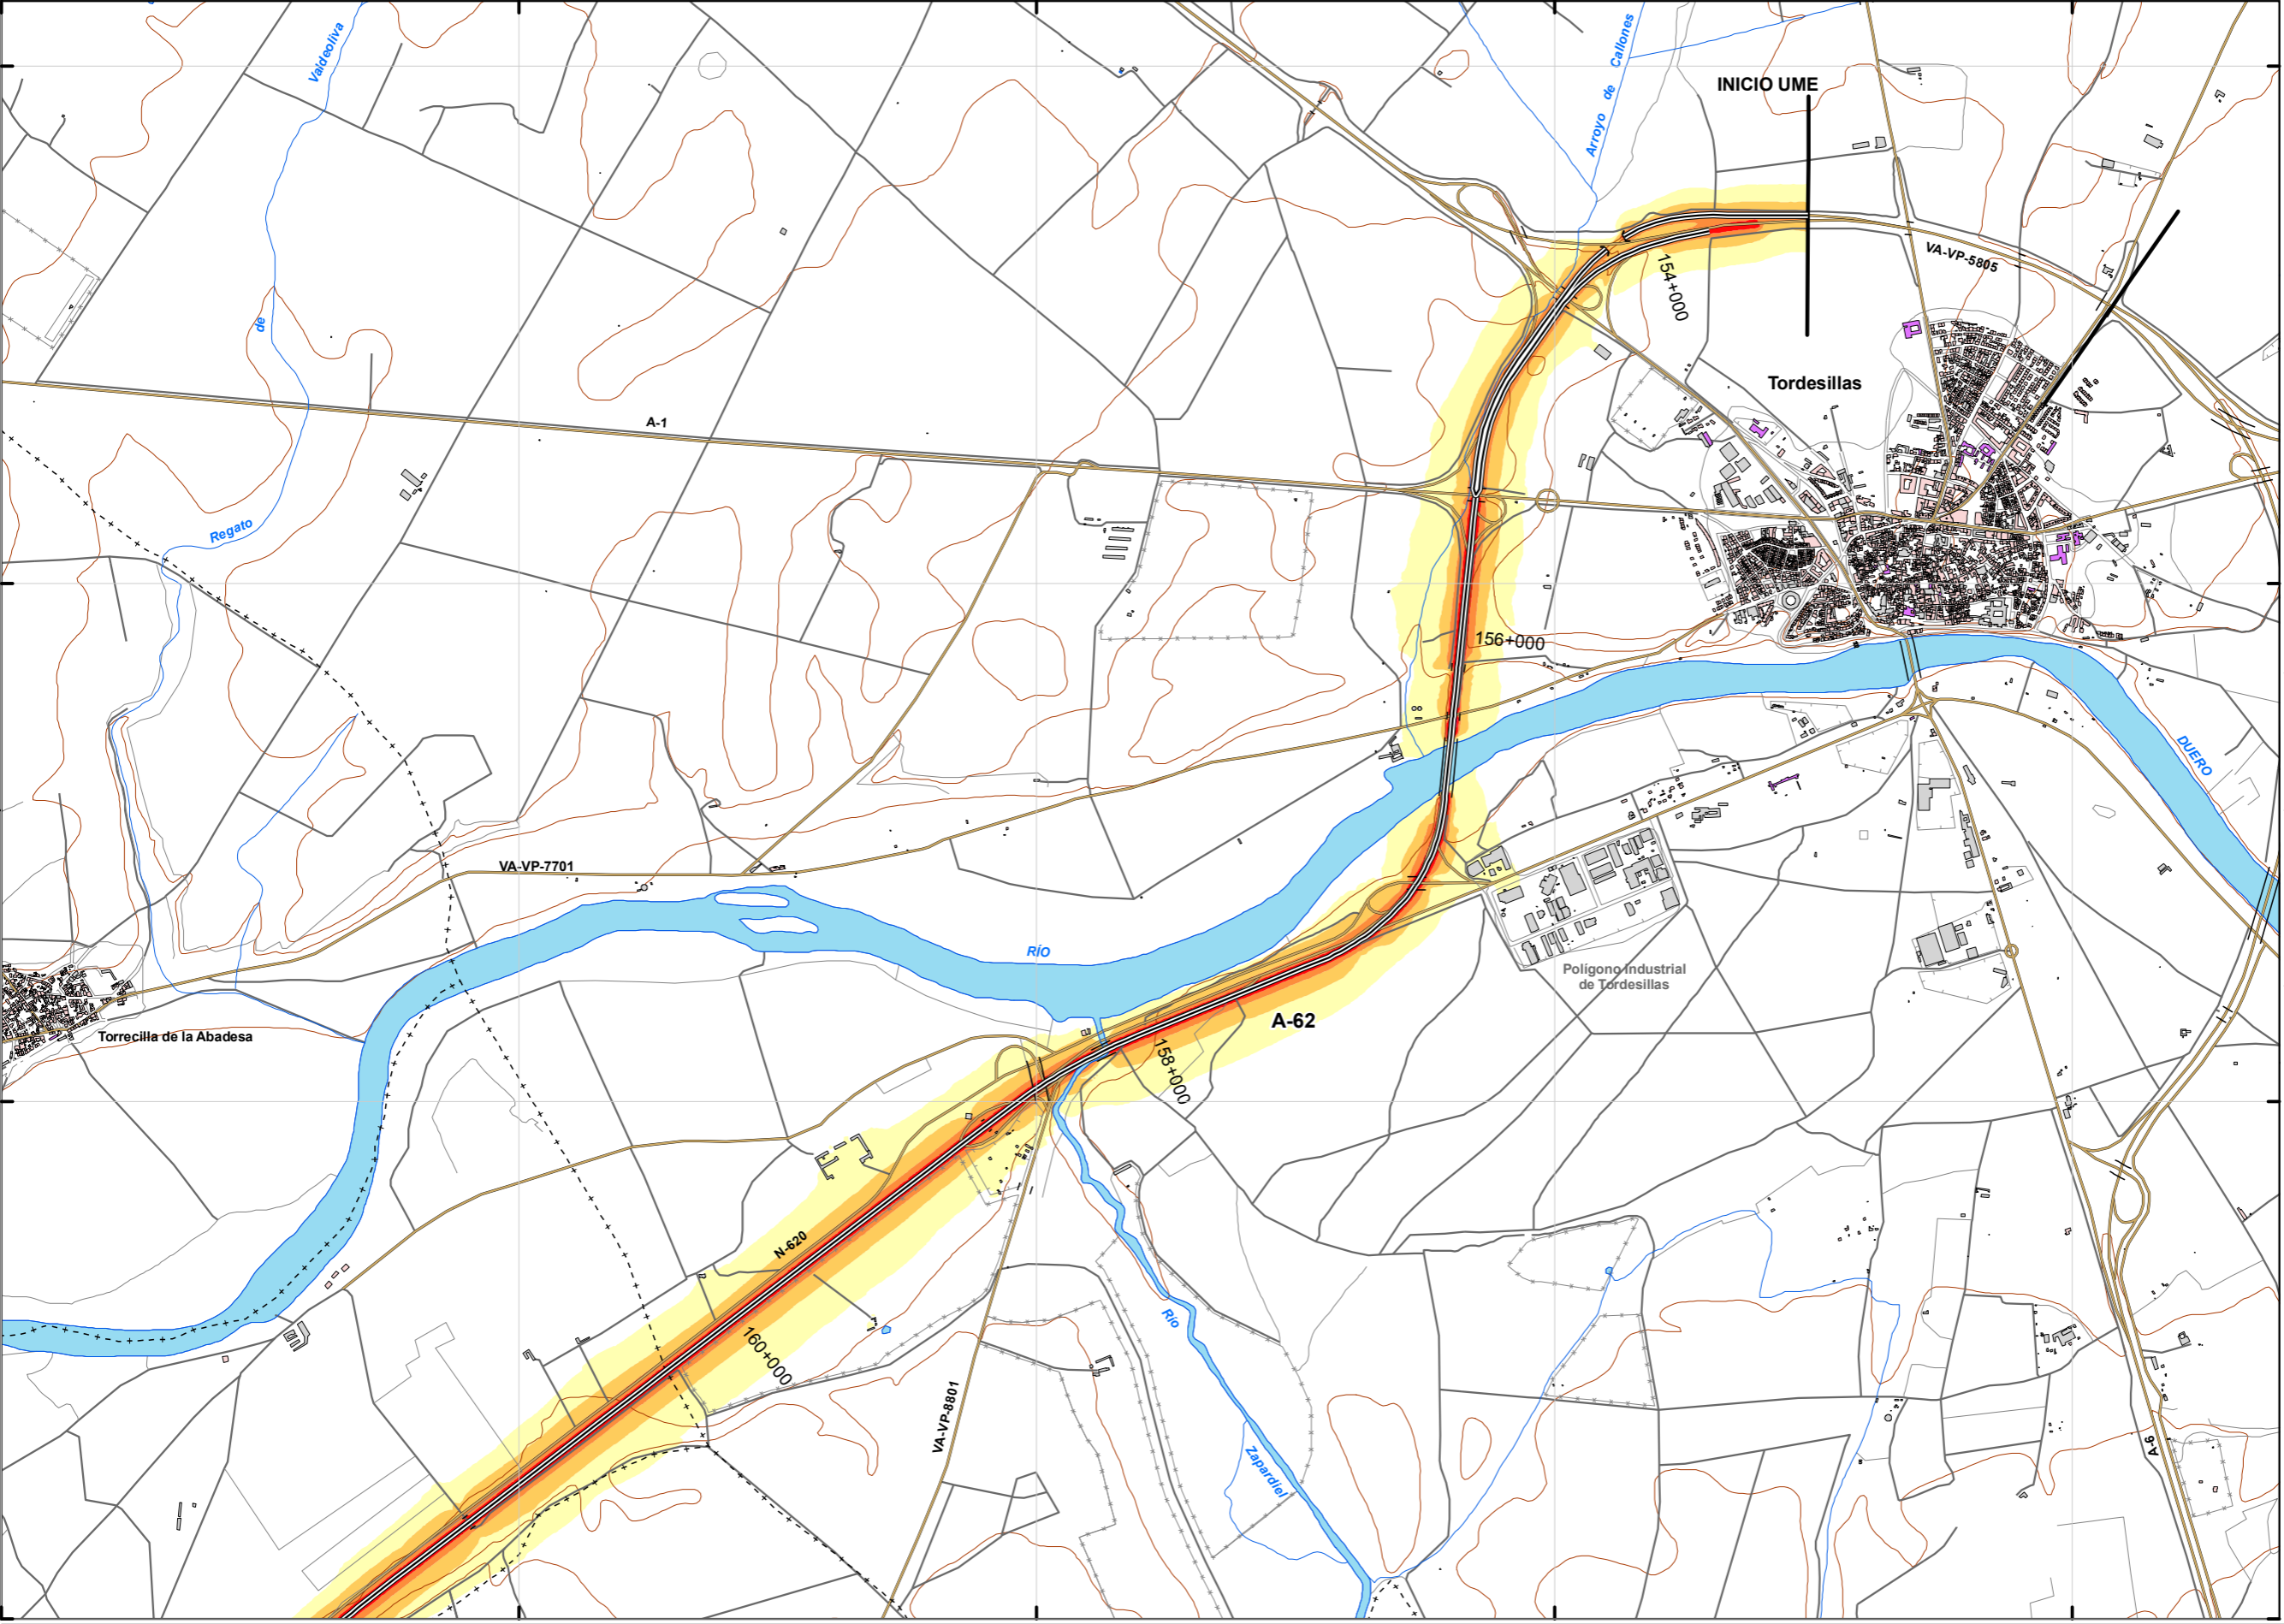 Valdeoliva
de
Regato
Arroyo de Callones
INICIO UME
VA-VP-5805
154+000
Tordesillas
A-1
156+000
DUERO
VA-VP-7701
RÍO
Polígono Industrial
de Tordesillas
A-62
Torrecilla de la Abadesa
158+000
N-620
160+000
Río
Zapardiel
VA-VP-8801
A-6